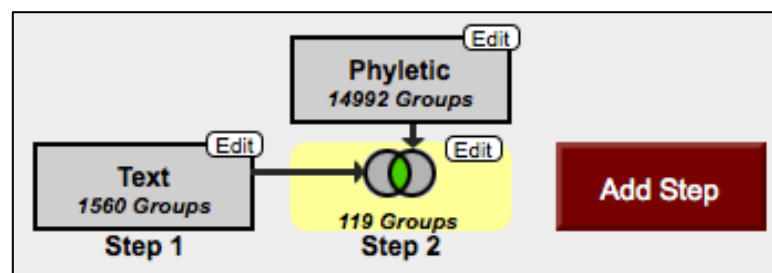 Edit
Phyletic
14992 Groups
Edit
Edit
Text
1560 Groups
119 Groups
Step 1
Step 2
Add Step